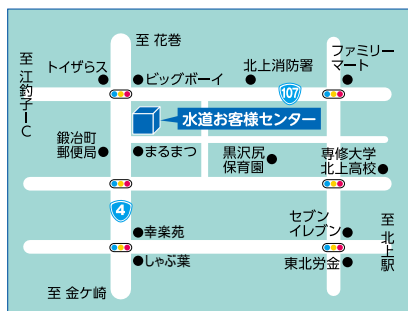 至 花巻
ファミリー
マート
北上消防署
トイザらス
ビッグボーイ
至 江釣子IC
107
水道お客様センター
鍛冶町
郵便局
まるまつ
黒沢尻
保育園
専修大学
北上高校
4
セブン
イレブン
至 北上駅
幸楽苑
しゃぶ葉
東北労金
至 金ケ崎